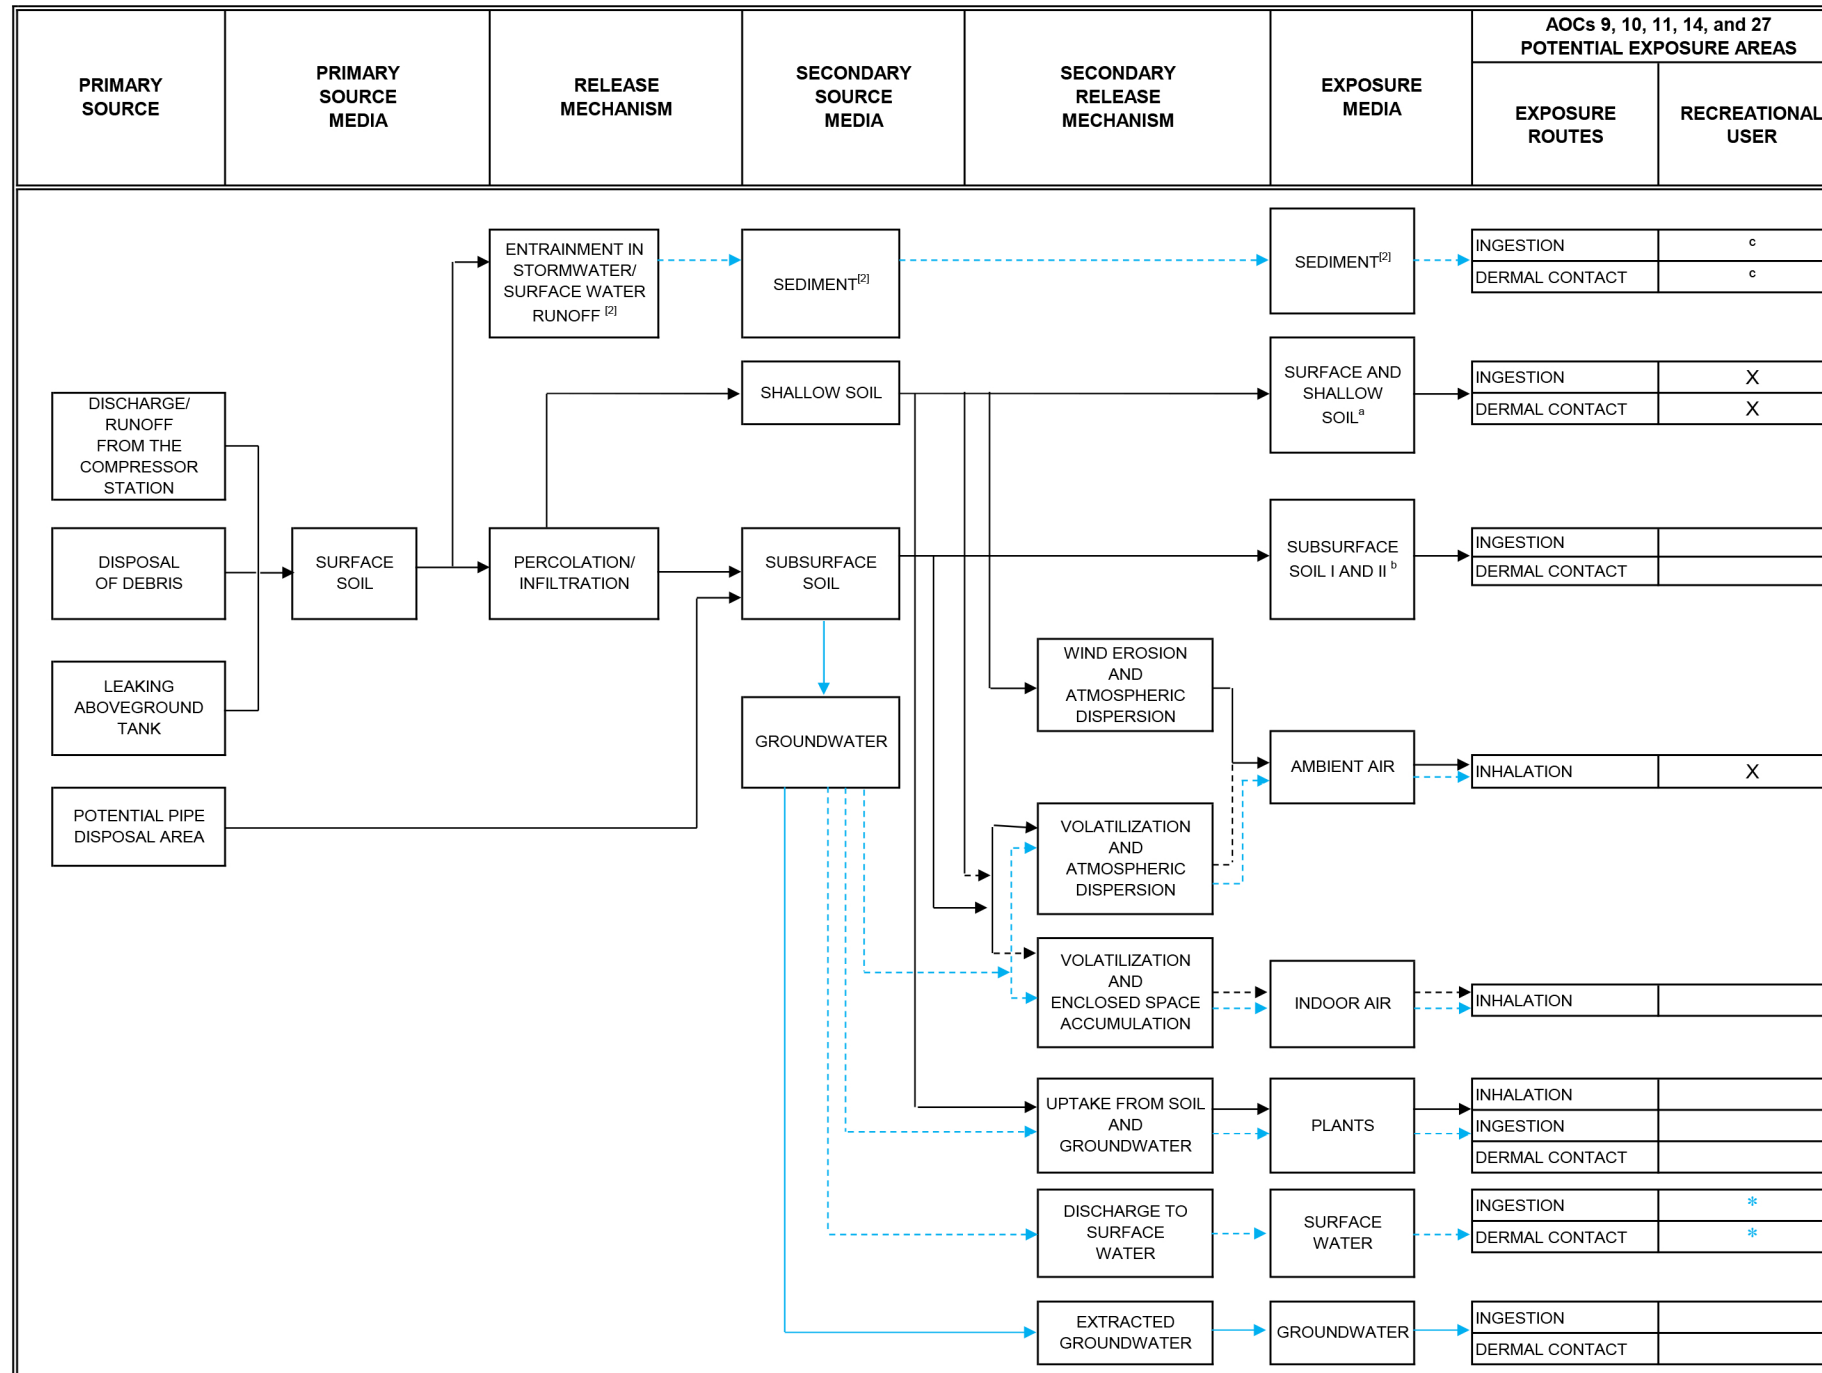 PRIMARY
SOURCE
PRIMARY
SOURCE
MEDIA
RELEASE
MECHANISM
SECONDARY
SOURCE
MEDIA
SECONDARY
RELEASE
MECHANISM
EXPOSURE
MEDIA
AOCs 9, 10, 11, 14, and 27
POTENTIAL EXPOSURE AREAS
EXPOSURE
ROUTES
RECREATIONAL
USER
DISCHARGE/
RUNOFF
FROM THE
COMPRESSOR
STATION
DISPOSAL
OF DEBRIS
LEAKING
ABOVEGROUND
TANK
POTENTIAL PIPE
DISPOSAL AREA
SURFACE
SOIL
ENTRAINMENT IN
STORMWATER/
SURFACE WATER
RUNOFF [2]
PERCOLATION/
INFILTRATION
SEDIMENT[2]
SHALLOW SOIL
SUBSURFACE
SOIL
GROUNDWATER
WIND EROSION
AND
ATMOSPHERIC
DISPERSION
VOLATILIZATION
AND
ATMOSPHERIC
DISPERSION
VOLATILIZATION
AND
ENCLOSED SPACE
ACCUMULATION
UPTAKE FROM SOIL
AND
GROUNDWATER
DISCHARGE TO
SURFACE
WATER
EXTRACTED
GROUNDWATER
SEDIMENT[2]
SURFACE AND
SHALLOW
SOILa
SUBSURFACE
SOIL I AND II b
AMBIENT AIR
INDOOR AIR
PLANTS
SURFACE
WATER
GROUNDWATER
INGESTION c
DERMAL CONTACT c
INGESTION X
DERMAL CONTACT X
INGESTION
DERMAL CONTACT
INHALATION X
INHALATION
INHALATION
INGESTION
DERMAL CONTACT
INGESTION *
DERMAL CONTACT *
INGESTION
DERMAL CONTACT